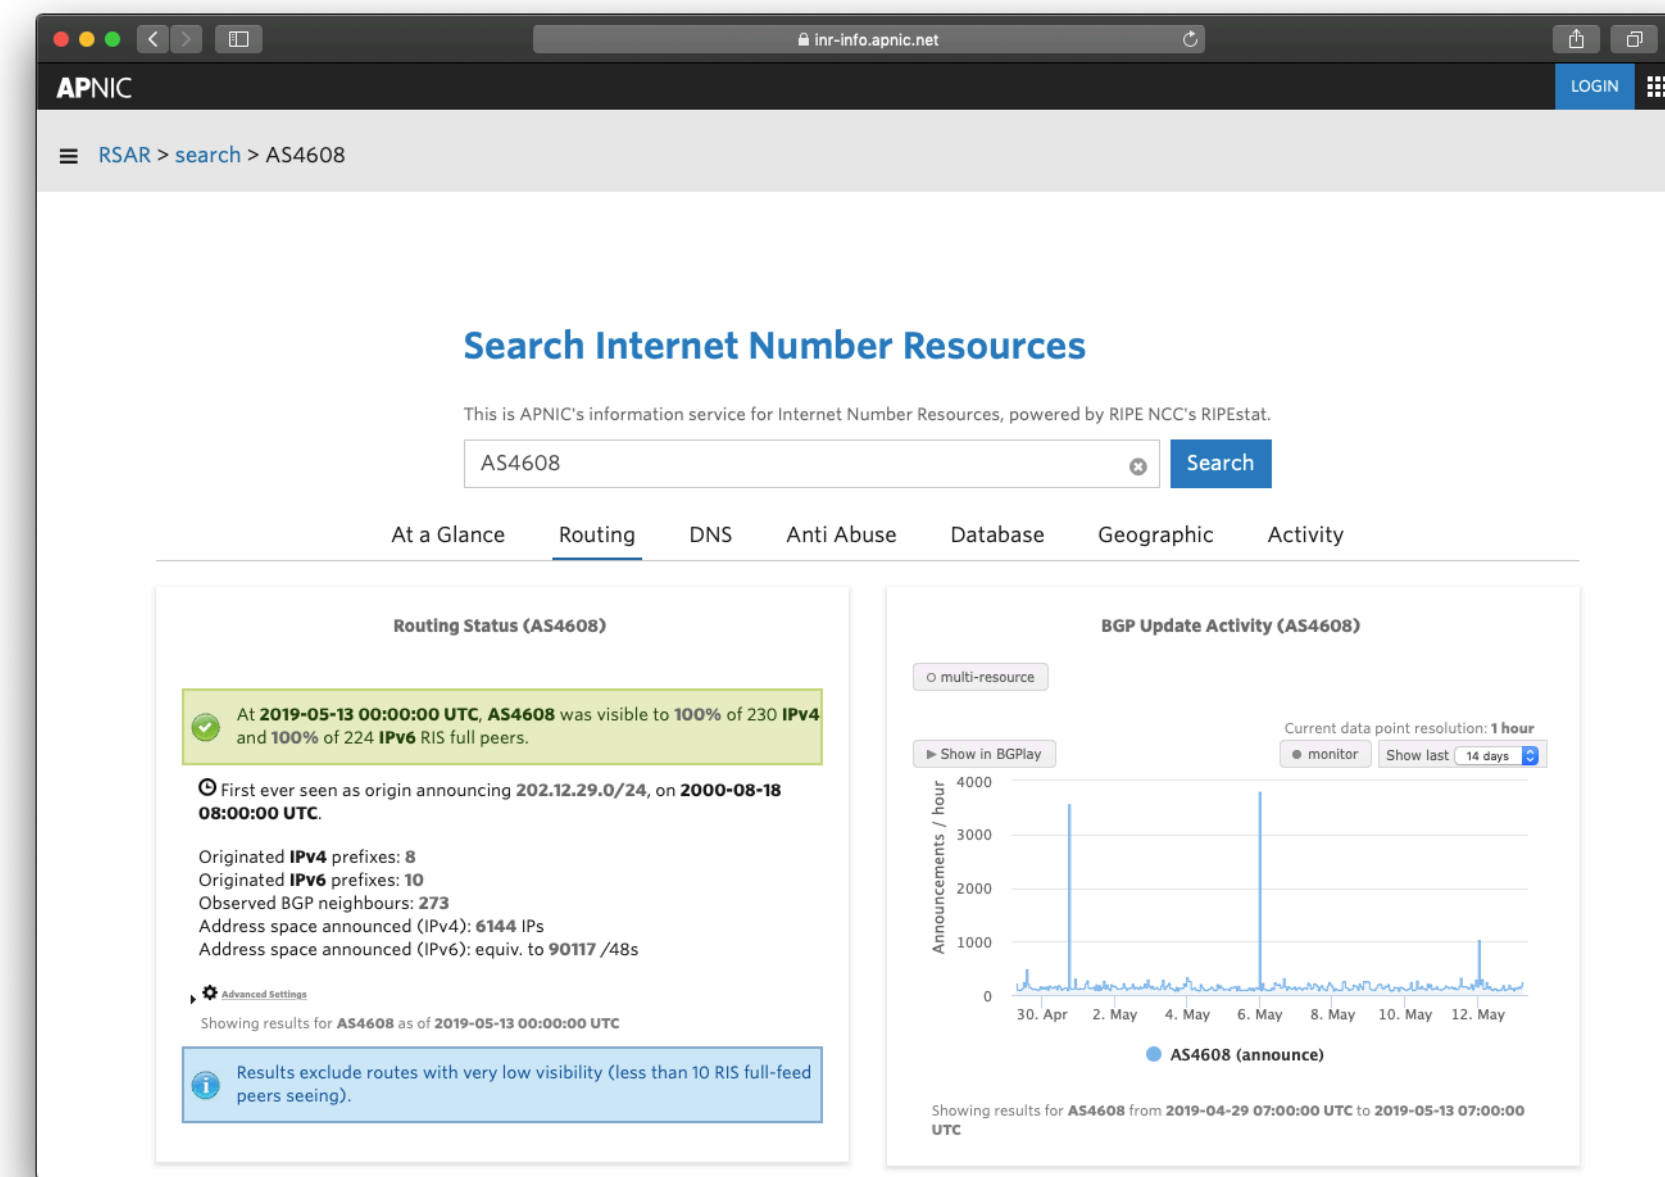 inr-info.apnic.net
APNIC
LOGIN
RSAR > search > AS4608
Search Internet Number Resources
This is APNIC's information service for Internet Number Resources, powered by RIPE NCC's RIPEstat.
AS4608
Search
At a Glance Routing DNS Anti Abuse Database Geographic Activity
Routing Status (AS4608)
At 2019-05-13 00:00:00 UTC, AS4608 was visible to 100% of 230 IPv4
and 100% of 224 IPv6 RIS full peers.
First ever seen as origin announcing 202.12.29.0/24, on 2000-08-18
08:00:00 UTC.
Originated IPv4 prefixes: 8
Originated IPv6 prefixes: 10
Observed BGP neighbours: 273
Address space announced (IPv4): 6144 IPs
Address space announced (IPv6): equiv. to 90117 /48s
Advanced Settings
Showing results for AS4608 as of 2019-05-13 00:00:00 UTC
Results exclude routes with very low visibility (less than 10 RIS full-feed
peers seeing).
BGP Update Activity (AS4608)
multi-resource
Current data point resolution: 1 hour
Show in BGPlay
monitor
Show last 14 days
Announcements / hour
4000
3000
2000
1000
0
30. Apr 2. May 4. May 6. May 8. May 10. May 12. May
AS4608 (announce)
Showing results for AS4608 from 2019-04-29 07:00:00 UTC to 2019-05-13 07:00:00
UTC